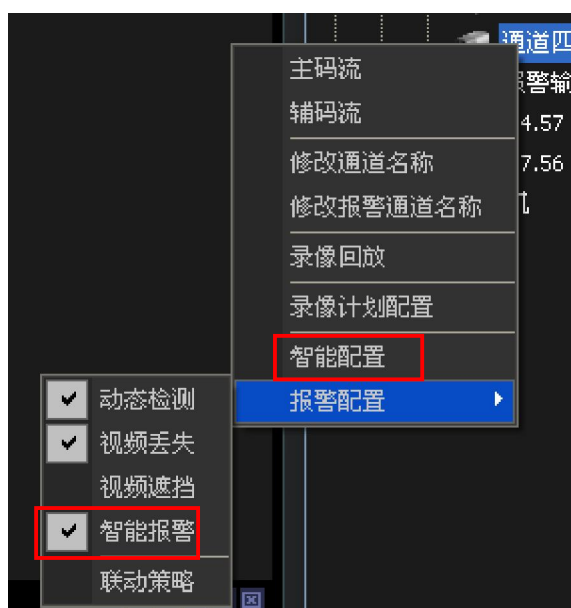 通道四
主码流
警输
辅码流
4.57
修改通道名称
7.56
修改报警通道名称
录像回放
录像计划配置
智能配置
报警配置
动态检测
视频丢失
视频遮挡
智能报警
联动策略